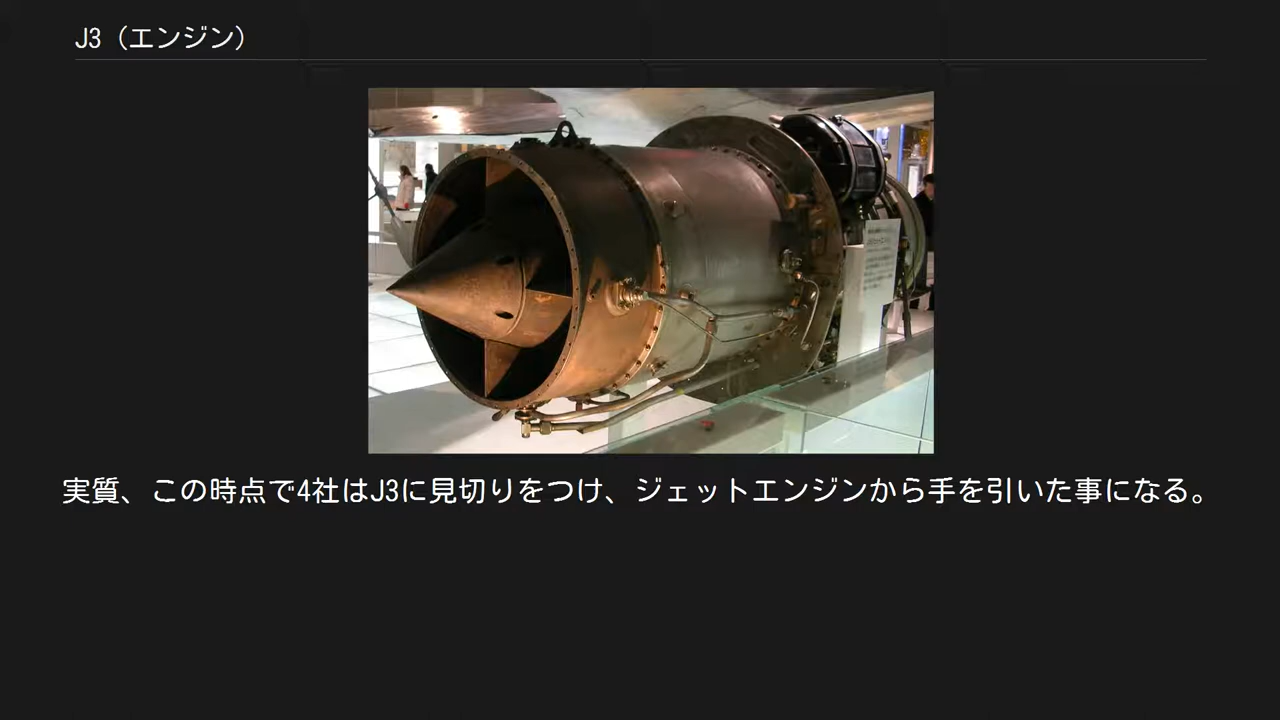 J3（エンジン）
実質、この時点で4社はJ3に見切りをつけ、ジェットエンジンから手を引いた事になる。